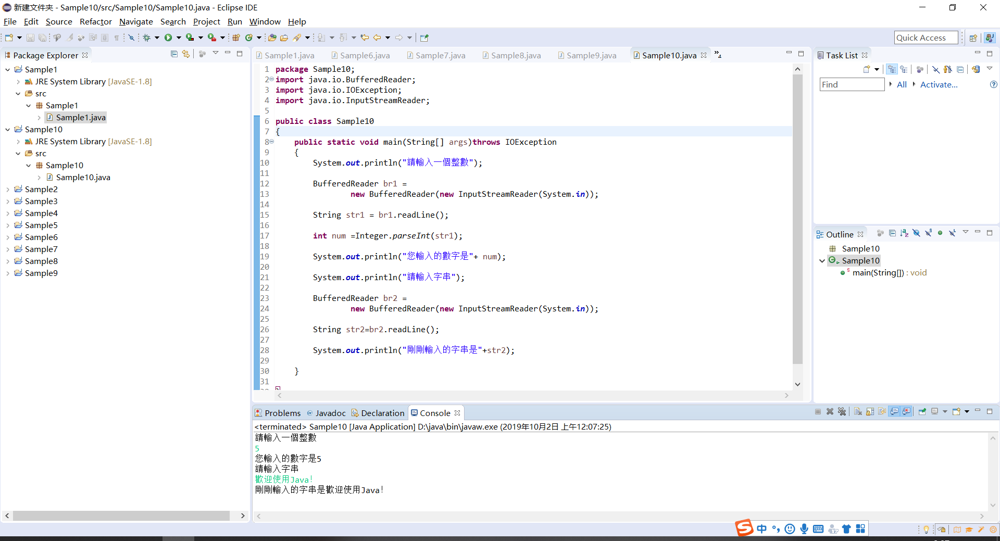 新建文件夹 - Sample10/src/Sample10/Sample10.java - Eclipse IDE
File Edit Source Refactor Navigate Search Project Run Window Help
Quick Access
Package Explorer
Sample1
JRE System Library [JavaSE-1.8]
src
Sample1
Sample1.java
Sample10
JRE System Library [JavaSE-1.8]
src
Sample10
Sample10.java
Sample2
Sample3
Sample4
Sample5
Sample6
Sample7
Sample8
Sample9
Sample1.java Sample6.java Sample7.java Sample8.java Sample9.java Sample10.java »4
1 package Sample10;
2 import java.io.BufferedReader;
3 import java.io.IOException;
4 import java.io.InputStreamReader;
5
6 public class Sample10
7 {
8 public static void main(String[] args)throws IOException
9 {
10 System.out.println("請輸入一個整數");
11
12 BufferedReader br1 =
13 new BufferedReader(new InputStreamReader(System.in));
14
15 String str1 = br1.readLine();
16
17 int num =Integer.parseInt(str1);
18
19 System.out.println("您輸入的數字是"+ num);
20
21 System.out.println("請輸入字串");
22
23 BufferedReader br2 =
24 new BufferedReader(new InputStreamReader(System.in));
25
26 String str2=br2.readLine();
27
28 System.out.println("剛剛輸入的字串是"+str2);
29
30 }
31
Task List
Find All Activate...
Outline
Sample10
Sample10
main(String[]) : void
Problems @ Javadoc Declaration Console
<terminated> Sample10 [Java Application] D:\java\bin\javaw.exe (2019年10月2日 上午12:07:25)
請輸入一個整數
5
您輸入的數字是5
請輸入字串
歡迎使用Java!
剛剛輸入的字串是歡迎使用Java!
中